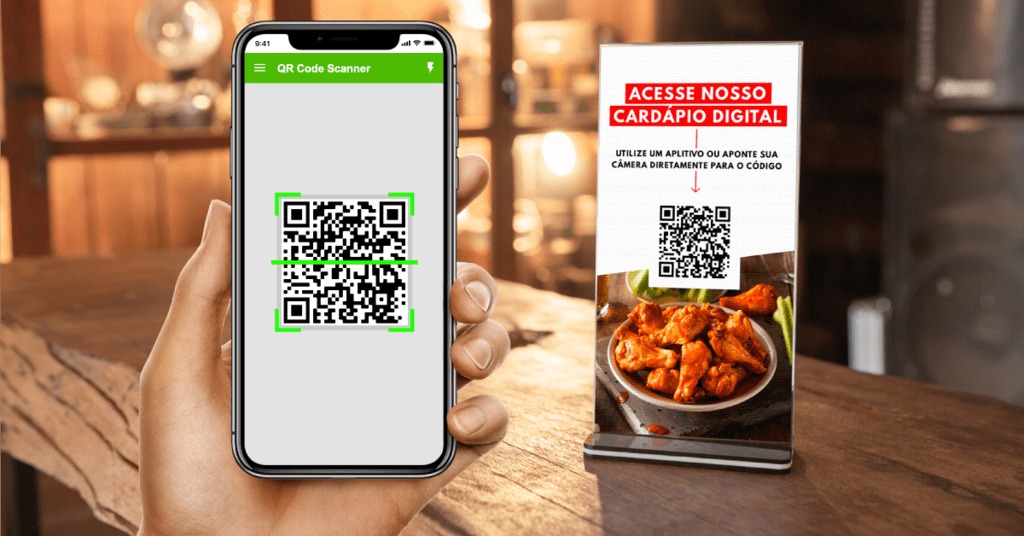 9:41
QR Code Scanner
ACESSE NOSSO
CARDÁPIO DIGITAL
UTILIZE UM APLITIVO OU APONTE SUA
CÂMERA DIRETAMENTE PARA O CÓDIGO